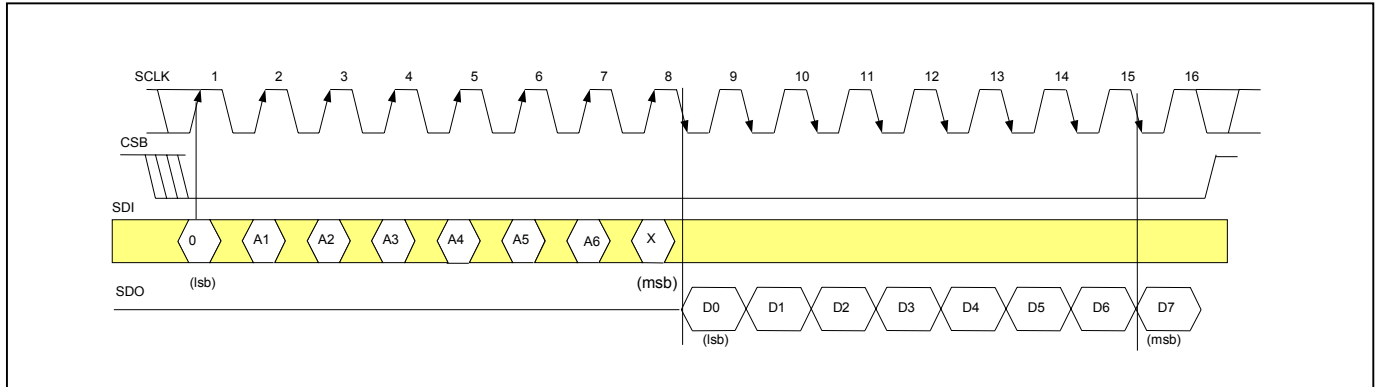 SCLK 1 2 3 4 5 6 7 8 9 10 11 12 13 14 15 16
CSB
SDI
0 A1 A2 A3 A4 A5 A6 X
(lsb) (msb)
SDO
D0 D1 D2 D3 D4 D5 D6 D7
(lsb) (msb)